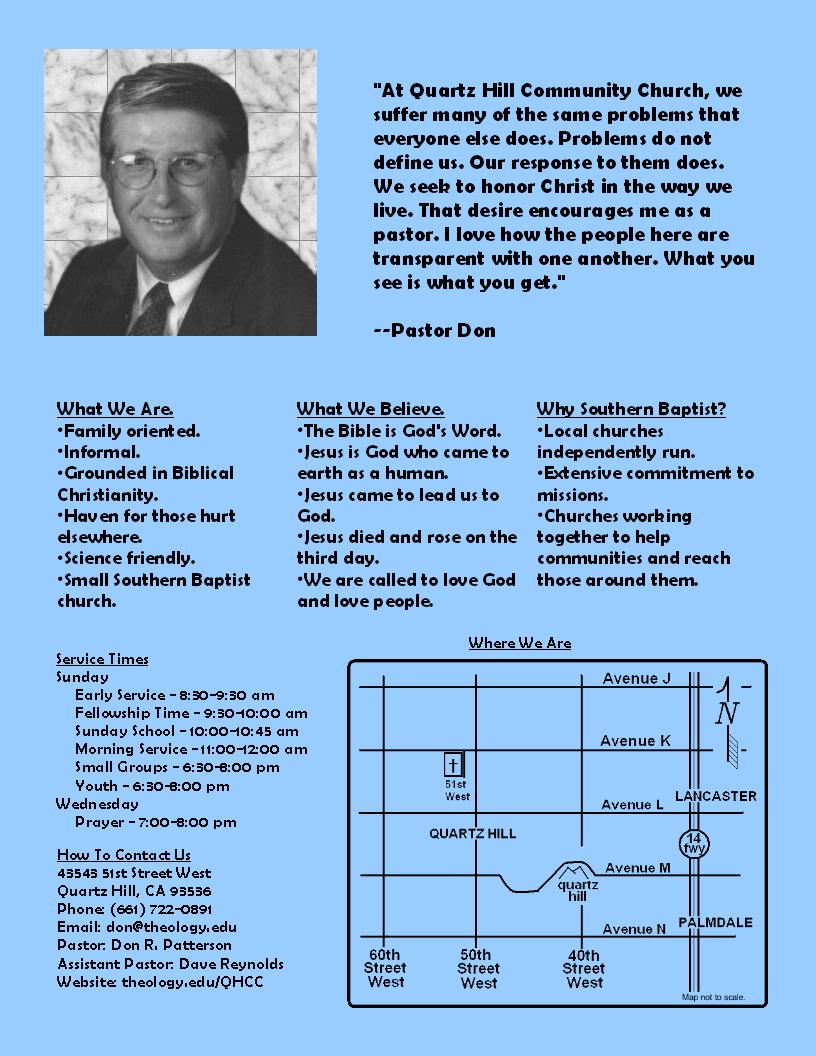 "At Quartz Hill Community Church, we
suffer many of the same problems that
everyone else does. Problems do not
define us. Our response to them does.
We seek to honor Christ in the way we
live. That desire encourages me as a
pastor. I love how the people here are
transparent with one another. What you
see is what you get."
--Pastor Don
What We Are.
•Family oriented.
•Informal.
•Grounded in Biblical
Christianity.
•Haven for those hurt
elsewhere.
•Science friendly.
•Small Southern Baptist
church.
What We Believe.
•The Bible is God's Word.
•Jesus is God who came to
earth as a human.
•Jesus came to lead us to
God.
•Jesus died and rose on the
third day.
•We are called to love God
and love people.
Why Southern Baptist?
•Local churches
independently run.
•Extensive commitment to
missions.
•Churches working
together to help
communities and reach
those around them.
Service Times
Sunday
Early Service - 8:30-9:30 am
Fellowship Time - 9:30-10:00 am
Sunday School - 10:00-10:45 am
Morning Service - 11:00-12:00 am
Small Groups - 6:30-8:00 pm
Youth - 6:30-8:00 pm
Wednesday
Prayer - 7:00-8:00 pm
How To Contact Us
43543 51st Street West
Quartz Hill, CA 93536
Phone: (661) 722-0891
Email: don@theology.edu
Pastor: Don R. Patterson
Assistant Pastor: Dave Reynolds
Website: theology.edu/QHCC
Where We Are
Avenue J
N
Avenue K
51st
West
LANCASTER
Avenue L
QUARTZ HILL
14
fwy
Avenue M
quartz
hill
PALMDALE
Avenue N
60th
Street
West
50th
Street
West
40th
Street
West
Map not to scale.